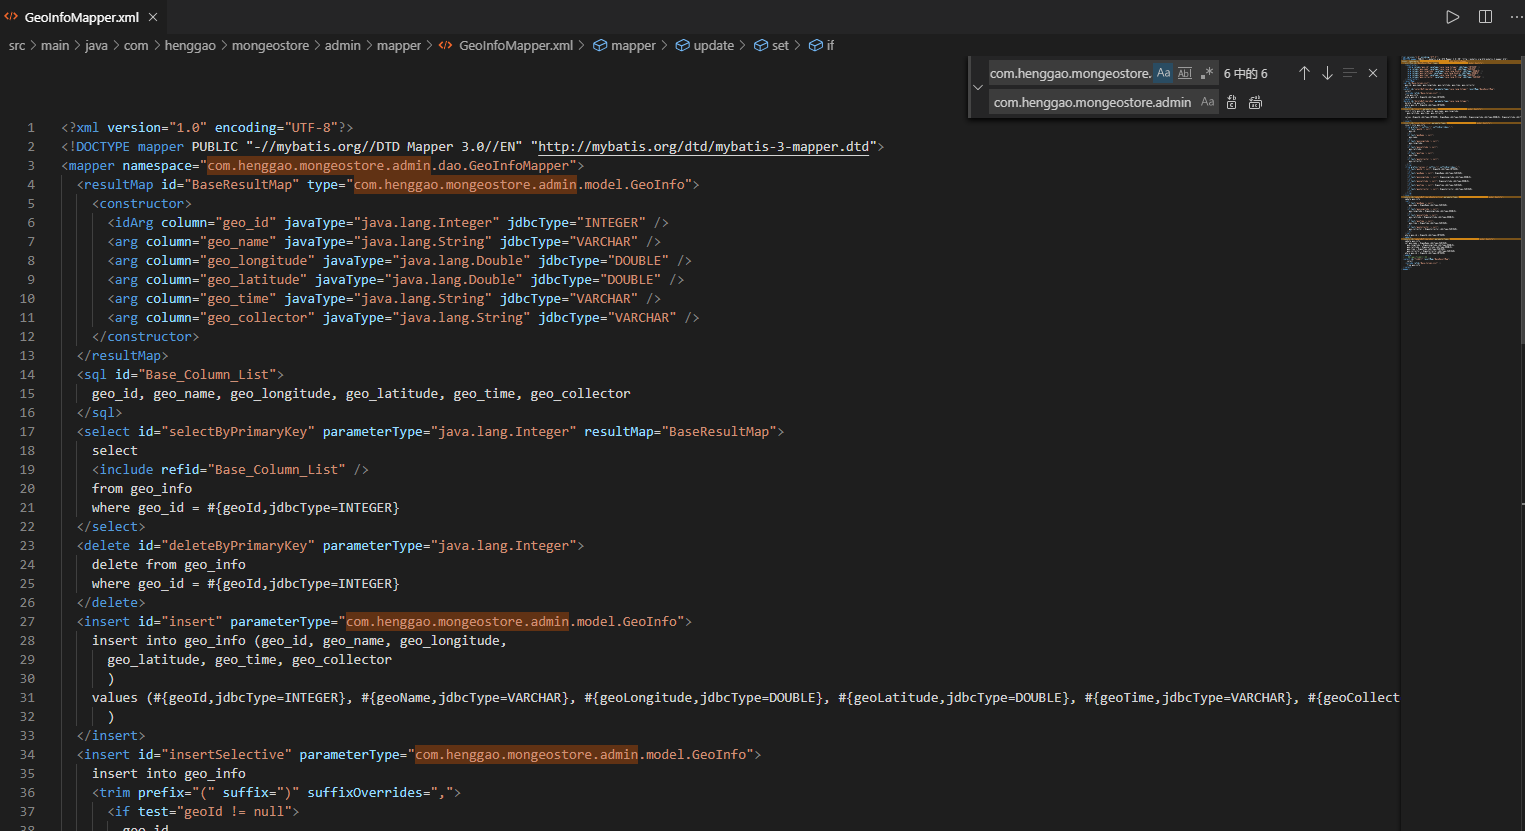 GeoInfoMapper.xml
src > main > java > com > henggao > mongeostore > admin > mapper > GeoInfoMapper.xml > mapper > update > set > if
com.henggao.mongeostore. Aa Abl .* 6 中的 6
com.henggao.mongeostore.admin Aa
1 <?xml version="1.0" encoding="UTF-8"?>
2 <!DOCTYPE mapper PUBLIC "-//mybatis.org//DTD Mapper 3.0//EN" "http://mybatis.org/dtd/mybatis-3-mapper.dtd">
3 <mapper namespace="com.henggao.mongeostore.admin.dao.GeoInfoMapper">
4 <resultMap id="BaseResultMap" type="com.henggao.mongeostore.admin.model.GeoInfo">
5 <constructor>
6 <idArg column="geo_id" javaType="java.lang.Integer" jdbcType="INTEGER" />
7 <arg column="geo_name" javaType="java.lang.String" jdbcType="VARCHAR" />
8 <arg column="geo_longitude" javaType="java.lang.Double" jdbcType="DOUBLE" />
9 <arg column="geo_latitude" javaType="java.lang.Double" jdbcType="DOUBLE" />
10 <arg column="geo_time" javaType="java.lang.String" jdbcType="VARCHAR" />
11 <arg column="geo_collector" javaType="java.lang.String" jdbcType="VARCHAR" />
12 </constructor>
13 </resultMap>
14 <sql id="Base_Column_List">
15 geo_id, geo_name, geo_longitude, geo_latitude, geo_time, geo_collector
16 </sql>
17 <select id="selectByPrimaryKey" parameterType="java.lang.Integer" resultMap="BaseResultMap">
18 select
19 <include refid="Base_Column_List" />
20 from geo_info
21 where geo_id = #{geoId,jdbcType=INTEGER}
22 </select>
23 <delete id="deleteByPrimaryKey" parameterType="java.lang.Integer">
24 delete from geo_info
25 where geo_id = #{geoId,jdbcType=INTEGER}
26 </delete>
27 <insert id="insert" parameterType="com.henggao.mongeostore.admin.model.GeoInfo">
28 insert into geo_info (geo_id, geo_name, geo_longitude,
29 geo_latitude, geo_time, geo_collector
30 )
31 values (#{geoId,jdbcType=INTEGER}, #{geoName,jdbcType=VARCHAR}, #{geoLongitude,jdbcType=DOUBLE}, #{geoLatitude,jdbcType=DOUBLE}, #{geoTime,jdbcType=VARCHAR}, #{geoCollect
32 )
33 </insert>
34 <insert id="insertSelective" parameterType="com.henggao.mongeostore.admin.model.GeoInfo">
35 insert into geo_info
36 <trim prefix="(" suffix=")" suffixOverrides=",">
37 <if test="geoId != null">
38 geo_id